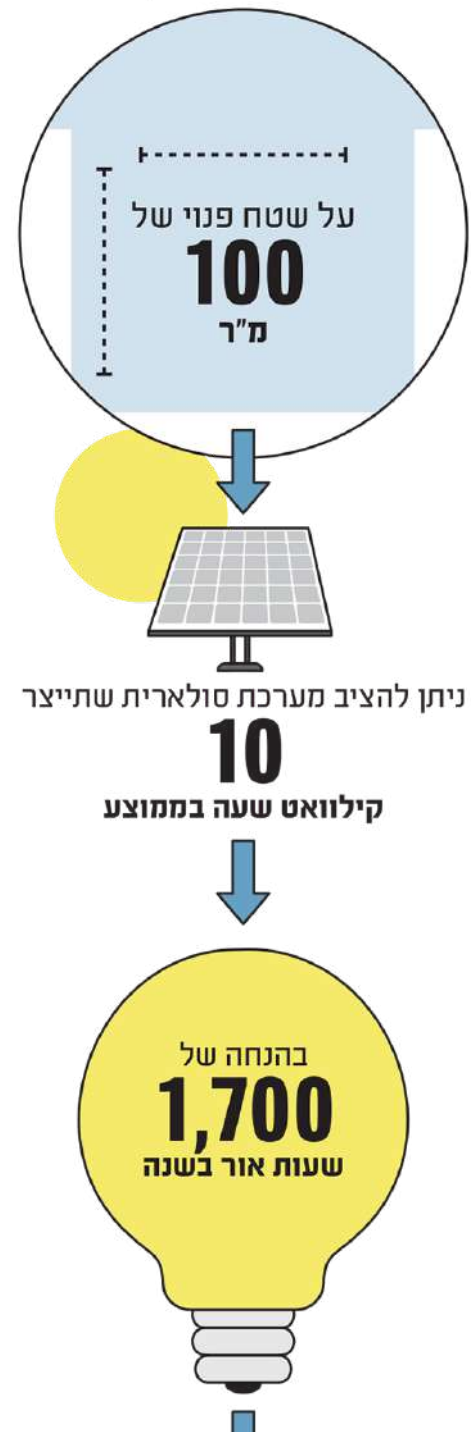 על שטח פנוי של
100
מ"ר
ניתן להציב מערכת סולארית שתייצר
10
קילוואט שעה בממוצע
בהנחה של
1,700
שעות אור בשנה